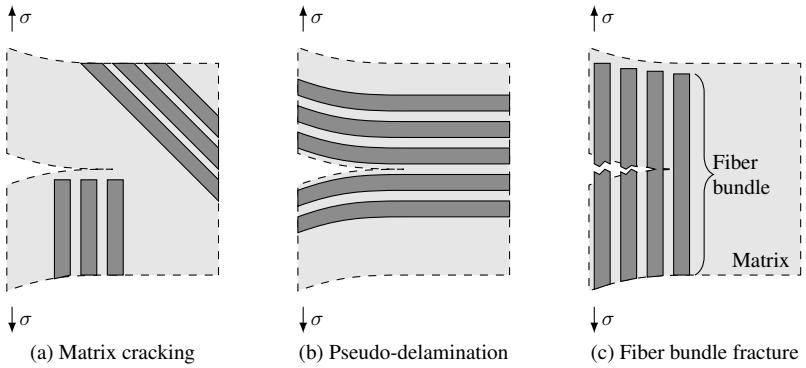 σ
σ
σ
Fiber
bundle
Matrix
σ
σ
σ
(a) Matrix cracking
(b) Pseudo-delamination
(c) Fiber bundle fracture